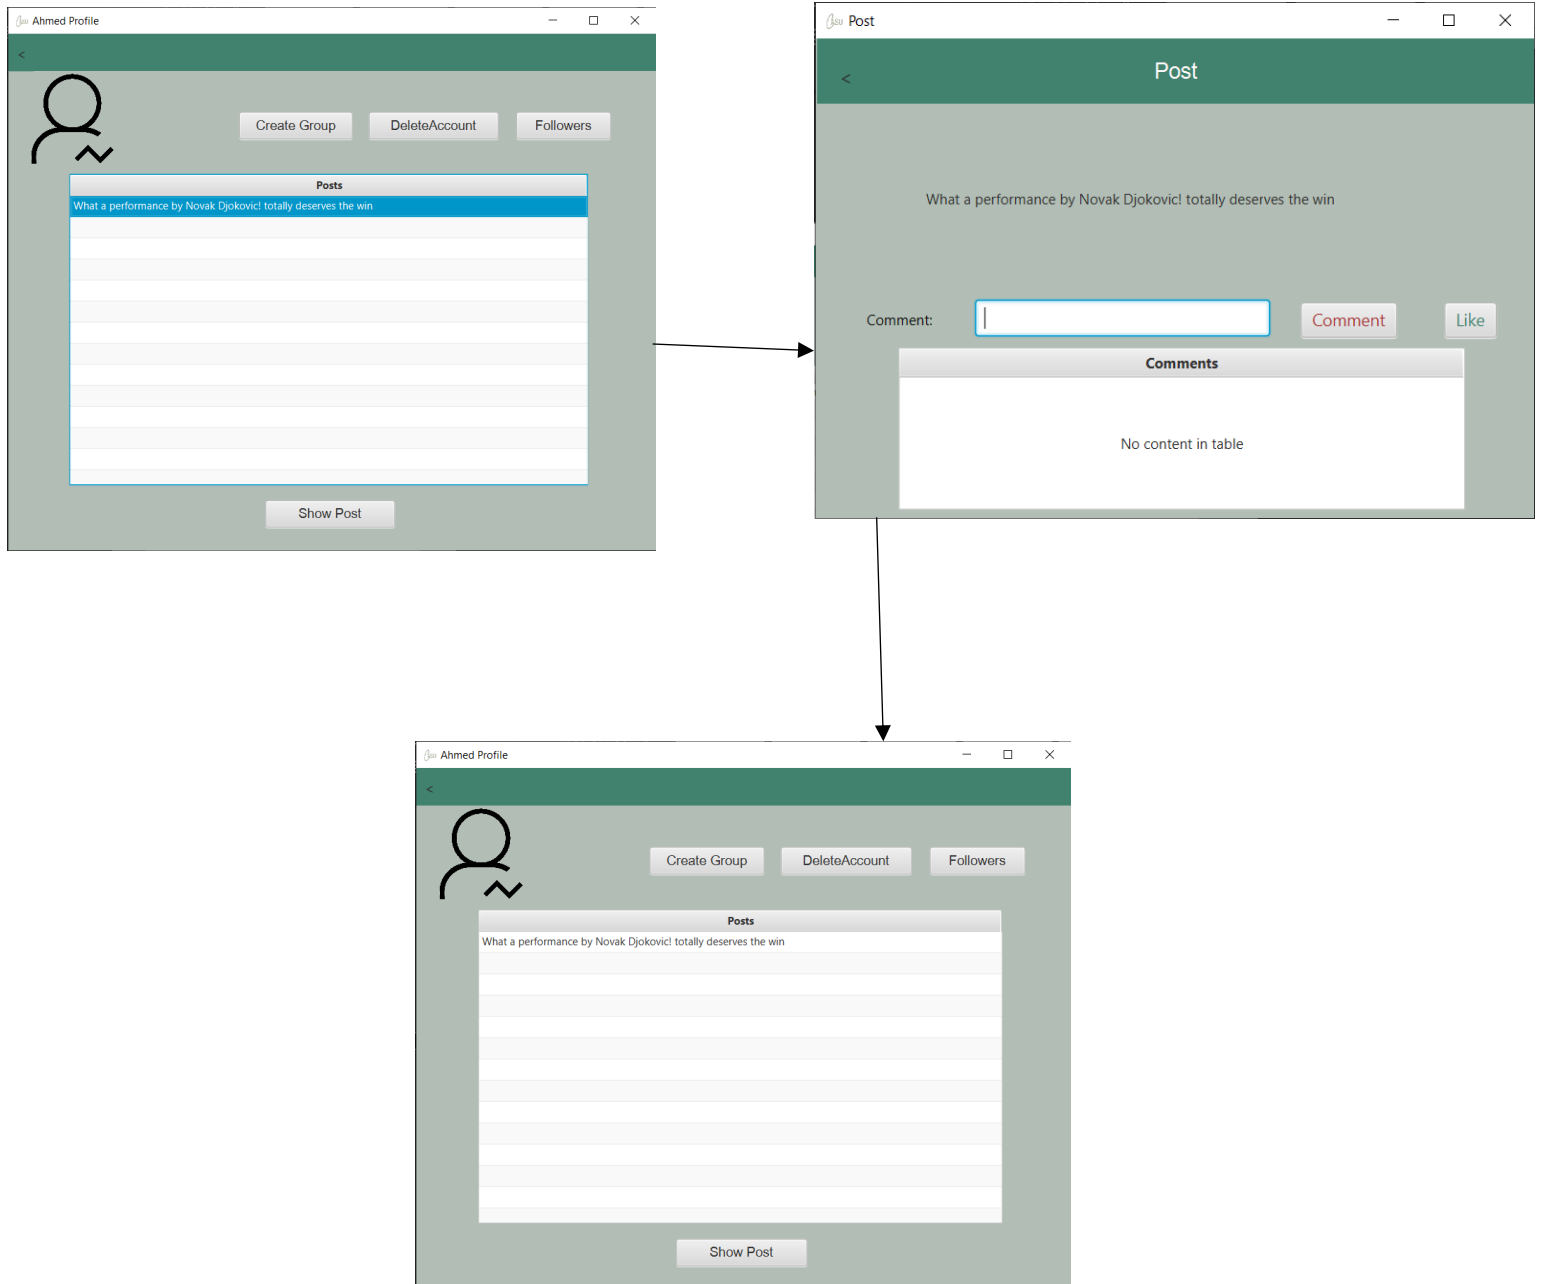 Ahmed Profile
<
Create Group
DeleteAccount
Followers
Posts
What a performance by Novak Djokovic! totally deserves the win
Show Post
Post
<
Post
What a performance by Novak Djokovic! totally deserves the win
Comment:
Comment
Like
Comments
No content in table
Ahmed Profile
<
Create Group
DeleteAccount
Followers
Posts
What a performance by Novak Djokovic! totally deserves the win
Show Post